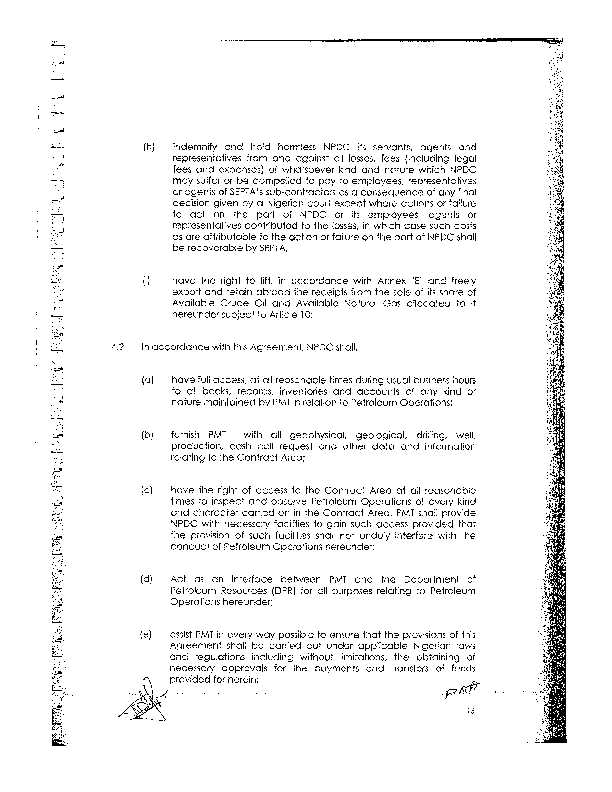 (h) indemnify and hold harmless NPDC its servants, agents and
representatives from and against all losses, fees (including legal
fees and expenses) of whatsoever kind and nature which NPDC
may suffer or be compelled to pay to employees, representatives
or agents of SEPTA's sub-contractors as a consequence of any final
decision given by a Nigerian court except where actions or failure
to act on the part of NPDC or its employees, agents or
representatives contributed to the losses, in which case such costs
as are attributable to the action or failure on the part of NPDC shall
be recoverable by SEPTA.
(i) have the right to lift, in accordance with Annex 'E' and freely
export and retain abroad the receipts from the sale of its share of
Available Crude Oil and Available Natural Gas allocated to it
hereunder subject to Article 10;
4.2 In accordance with this Agreement, NPDC shall,
(a) have full access, at all reasonable times during usual business hours
to all books, records, inventories and accounts of any kind or
nature maintained by PMT in relation to Petroleum Operations;
(b) furnish PMT with all geophysical, geological, drilling, well,
production, cash call request and other data and information
relating to the Contract Area;
(c) have the right of access to the Contract Area at all reasonable
times to inspect and observe Petroleum Operations of every kind
and character carried on in the Contract Area. PMT shall provide
NPDC with necessary facilities to gain such access provided that
the provision of such facilities shall not unduly interfere with the
conduct of Petroleum Operations hereunder;
(d) Act as an interface between PMT and the Department of
Petroleum Resources (DPR) for all purposes relating to Petroleum
Operations hereunder;
(e) assist PMT in every way possible to ensure that the provisions of this
Agreement shall be carried out under applicable Nigerian laws
and regulations including without limitations, the obtaining of
necessary approvals for the payments and transfers of funds
provided for herein;